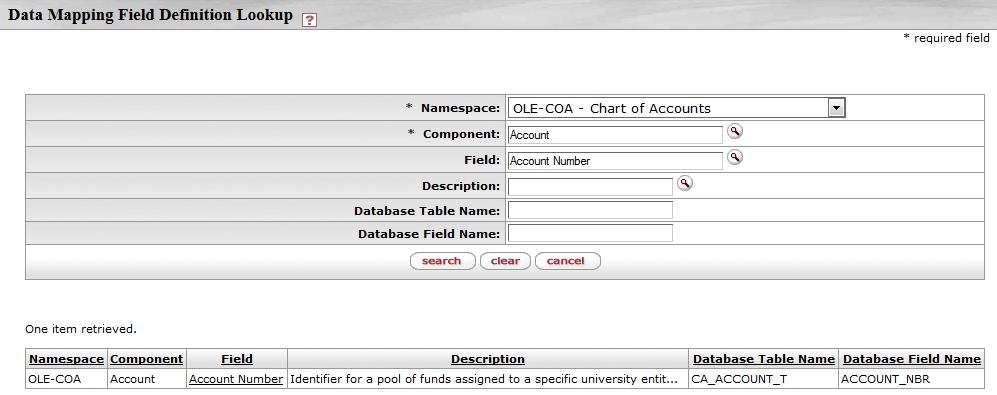 Data Mapping Field Definition Lookup ?
* required field
* Namespace: OLE-COA - Chart of Accounts
* Component: Account
Field: Account Number
Description:
Database Table Name:
Database Field Name:
search clear cancel
One item retrieved.
Namespace Component Field Description Database Table Name Database Field Name
OLE-COA Account Account Number Identifier for a pool of funds assigned to a specific university entit... CA_ACCOUNT_T ACCOUNT_NBR